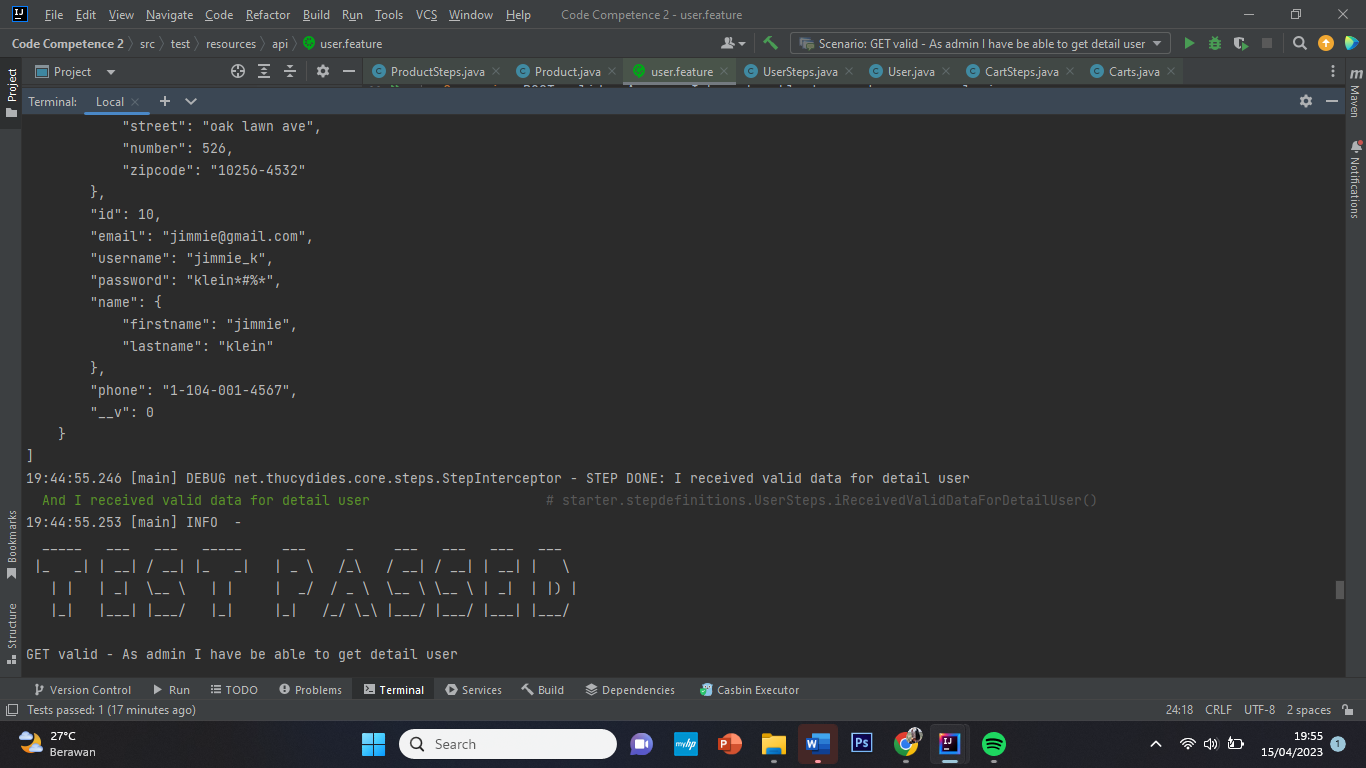 File Edit View Navigate Code Refactor Build Run Tools VCS Window Help Code Competence 2 - user.feature
Code Competence 2 src test resources api user.feature
Scenario: GET valid - As admin I have be able to get detail user
Project
ProductSteps.java Product.java user.feature UserSteps.java User.java CartSteps.java Carts.java
Project
Bookmarks
Structure
Maven
Notifications
Terminal: Local
"street": "oak lawn ave",
"number": 526,
"zipcode": "10256-4532"
},
"id": 10,
"email": "jimmie@gmail.com",
"username": "jimmie_k",
"password": "klein*#%*",
"name": {
"firstname": "jimmie",
"lastname": "klein"
},
"phone": "1-104-001-4567",
"__v": 0
}
]
19:44:55.246 [main] DEBUG net.thucydides.core.steps.StepInterceptor - STEP DONE: I received valid data for detail user
And I received valid data for detail user # starter.stepdefinitions.UserSteps.iReceivedValidDataForDetailUser()
19:44:55.253 [main] INFO -
TEST PASSED
GET valid - As admin I have be able to get detail user
Version Control Run TODO Problems Terminal Services Build Dependencies Casbin Executor
Tests passed: 1 (17 minutes ago) 24:18 CRLF UTF-8 2 spaces
27°C
Berawan
Search
19:55
15/04/2023
1